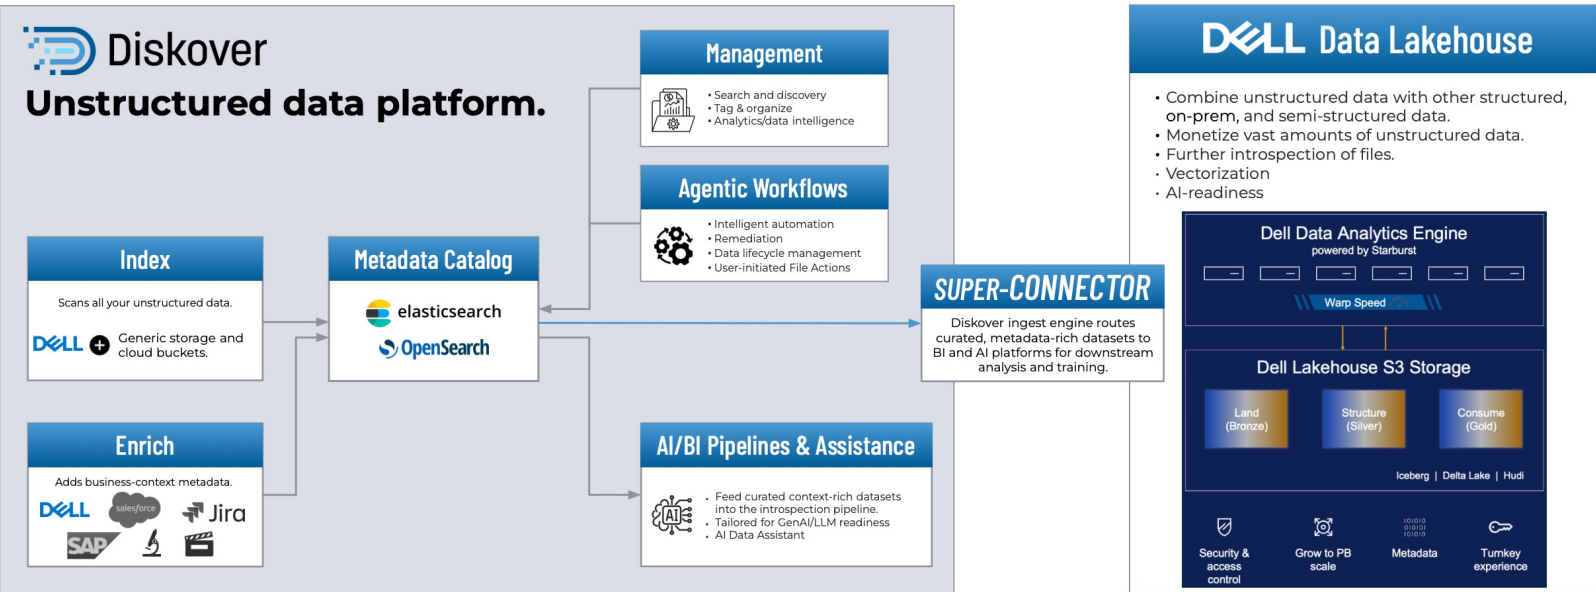 Diskover
Unstructured data platform.
Index
Scans all your unstructured data.
DELL
Generic storage and
cloud buckets.
Enrich
Adds business-context metadata.
DELL
salesforce
Jira
SAP
Metadata Catalog
elasticsearch
OpenSearch
Management
• Search and discovery
• Tag & organize
• Analytics/data intelligence
Agentic Workflows
• Intelligent automation
• Remediation
• Data lifecycle management
• User-initiated File Actions
AI/BI Pipelines & Assistance
AI
• Feed curated context-rich datasets
into the introspection pipeline.
• Tailored for GenAI/LLM readiness
• AI Data Assistant
SUPER-CONNECTOR
Diskover ingest engine routes
curated, metadata-rich datasets to
BI and AI platforms for downstream
analysis and training.
DELL Data Lakehouse
• Combine unstructured data with other structured,
on-prem, and semi-structured data.
• Monetize vast amounts of unstructured data.
• Further introspection of files.
• Vectorization
• AI-readiness
Dell Data Analytics Engine
powered by Starburst
Warp Speed
Dell Lakehouse S3 Storage
Land
(Bronze)
Structure
(Silver)
Consume
(Gold)
Iceberg | Delta Lake | Hudi
101010
010101
101010
Security &
access
control
Grow to PB
scale
Metadata
Turnkey
experience